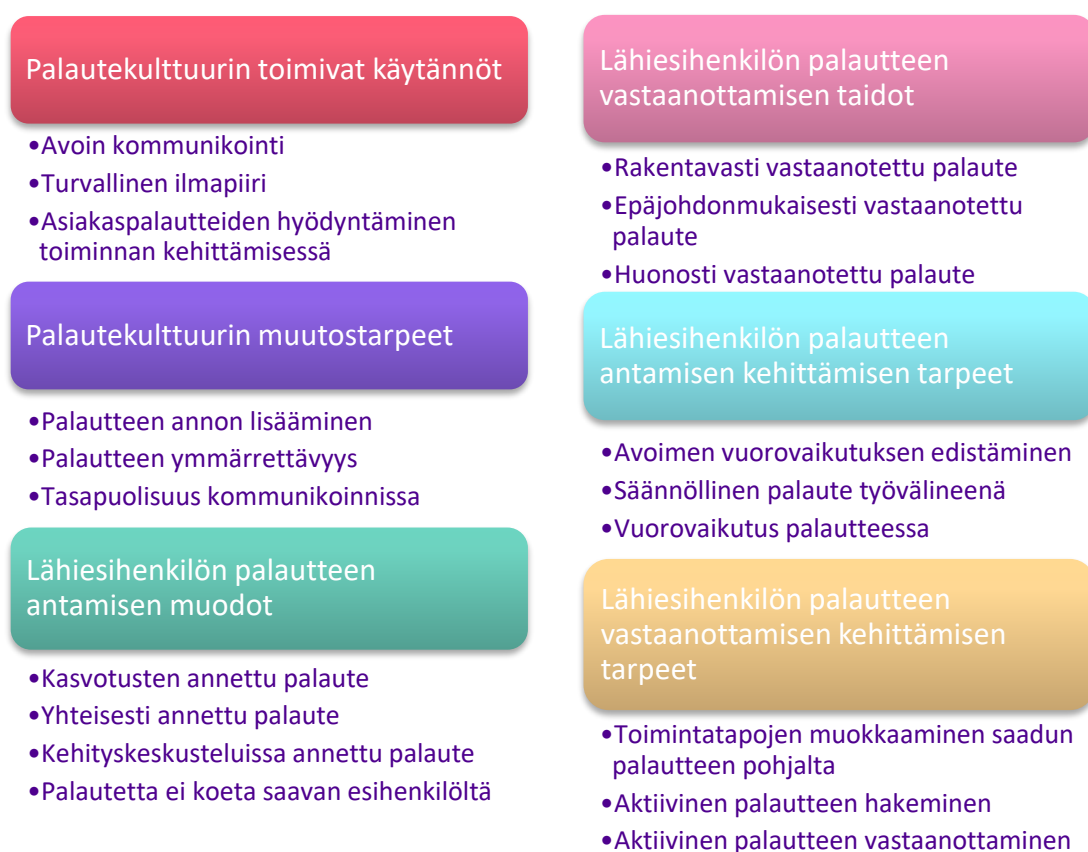 Palautekulttuurin toimivat käytännöt
•Avoin kommunikointi
•Turvallinen ilmapiiri
•Asiakaspalautteiden hyödyntäminen
toiminnan kehittämisessä
Palautekulttuurin muutostarpeet
•Palautteen annon lisääminen
•Palautteen ymmärrettävyys
•Tasapuolisuus kommunikoinnissa
Lähiesihenkilön palautteen
antamisen muodot
•Kasvotusten annettu palaute
•Yhteisesti annettu palaute
•Kehityskeskusteluissa annettu palaute
•Palautetta ei koeta saavan esihenkilöltä
Lähiesihenkilön palautteen
vastaanottamisen taidot
•Rakentavasti vastaanotettu palaute
•Epäjohdonmukaisesti vastaanotettu
palaute
•Huonosti vastaanotettu palaute
Lähiesihenkilön palautteen
antamisen kehittämisen tarpeet
•Avoimen vuorovaikutuksen edistäminen
•Säännöllinen palaute työvälineenä
•Vuorovaikutus palautteessa
Lähiesihenkilön palautteen
vastaanottamisen kehittämisen
tarpeet
•Toimintatapojen muokkaaminen saadun
palautteen pohjalta
•Aktiivinen palautteen hakeminen
•Aktiivinen palautteen vastaanottaminen